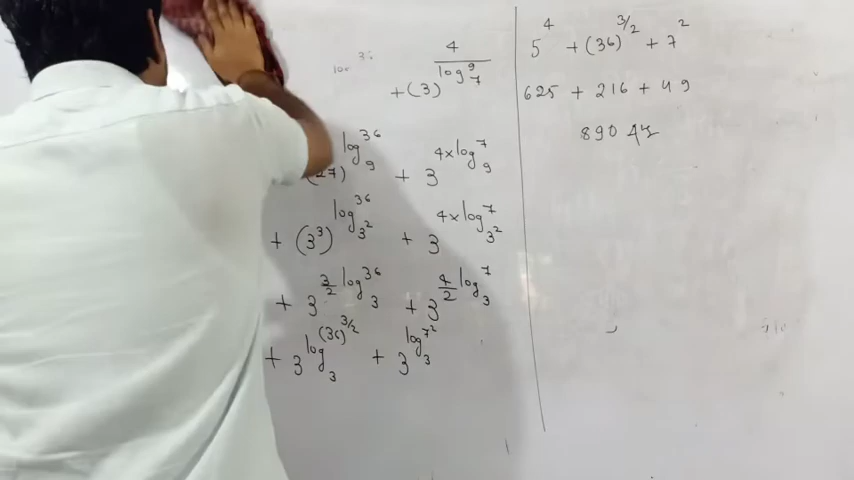 +(3)^(4/log_7 9)
(27)^(log_9 36) + 3^(4×log_9 7)
+ (3^3)^(log_(3^2) 36) + 3^(4×log_(3^2) 7)
+ 3^(3/2 log_3 36) + 3^(4/2 log_3 7)
+ 3^(log_3 (36)^(3/2)) + 3^(log_3 7^2)
5^4 + (36)^(3/2) + 7^2
625 + 216 + 49
890